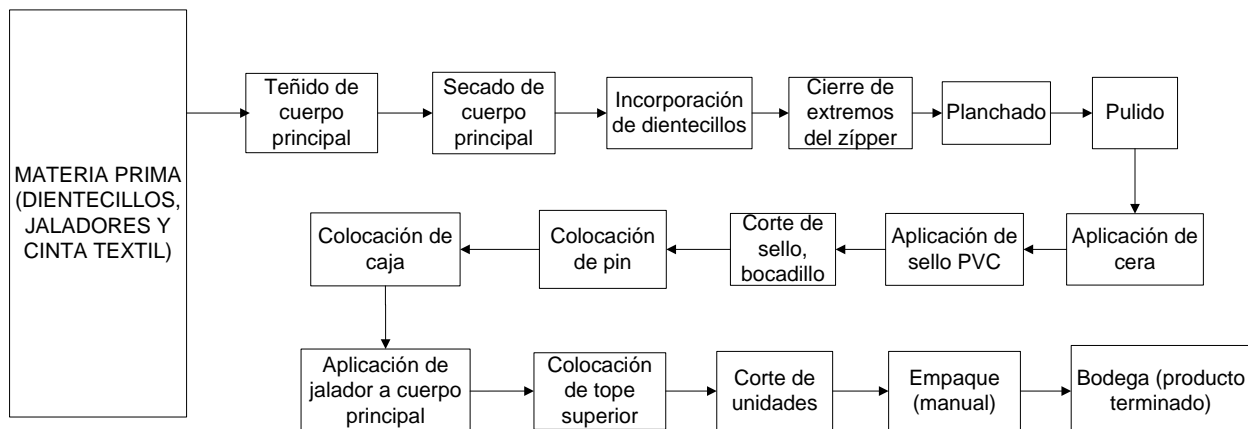 MATERIA PRIMA
(DIENTECILLOS,
JALADORES Y
CINTA TEXTIL)
Teñido de
cuerpo
principal
Secado de
cuerpo
principal
Incorporación
de dientecillos
Cierre de
extremos
del zípper
Planchado
Pulido
Aplicación de
cera
Aplicación de
sello PVC
Corte de
sello,
bocadillo
Colocación
de pin
Colocación de
caja
Aplicación de
jalador a cuerpo
principal
Colocación
de tope
superior
Corte de
unidades
Empaque
(manual)
Bodega (producto
terminado)